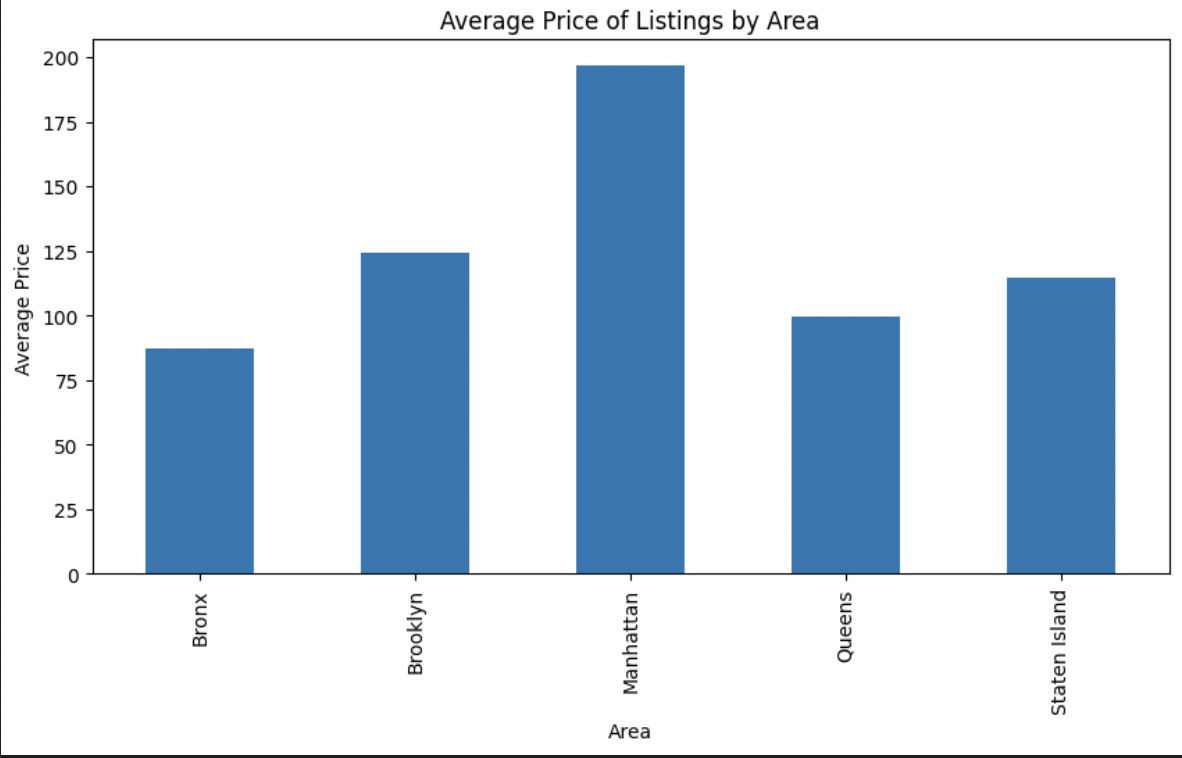 Average Price of Listings by Area
Average Price
200
175
150
125
100
75
50
25
0
Bronx
Brooklyn
Manhattan
Queens
Staten Island
Area